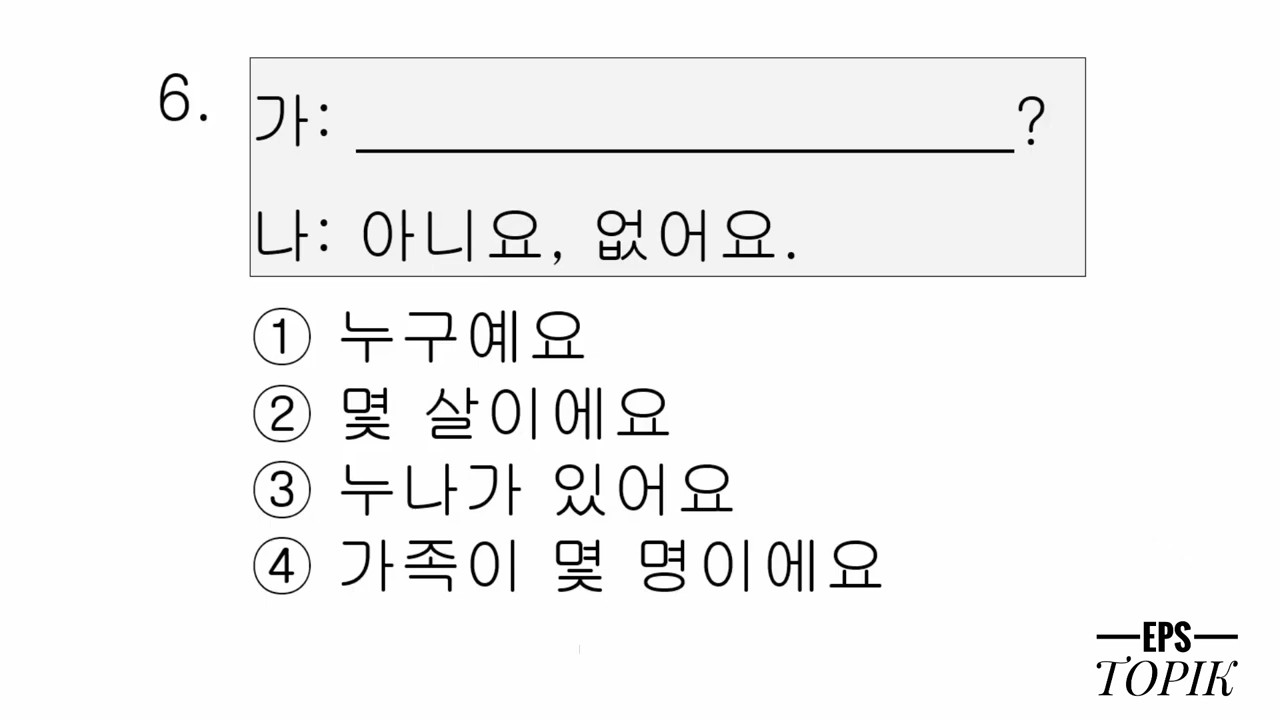 6.
가: ____________________?
나: 아니요, 없어요.
① 누구예요
② 몇 살이에요
③ 누나가 있어요
④ 가족이 몇 명이에요
EPS
TOPIK